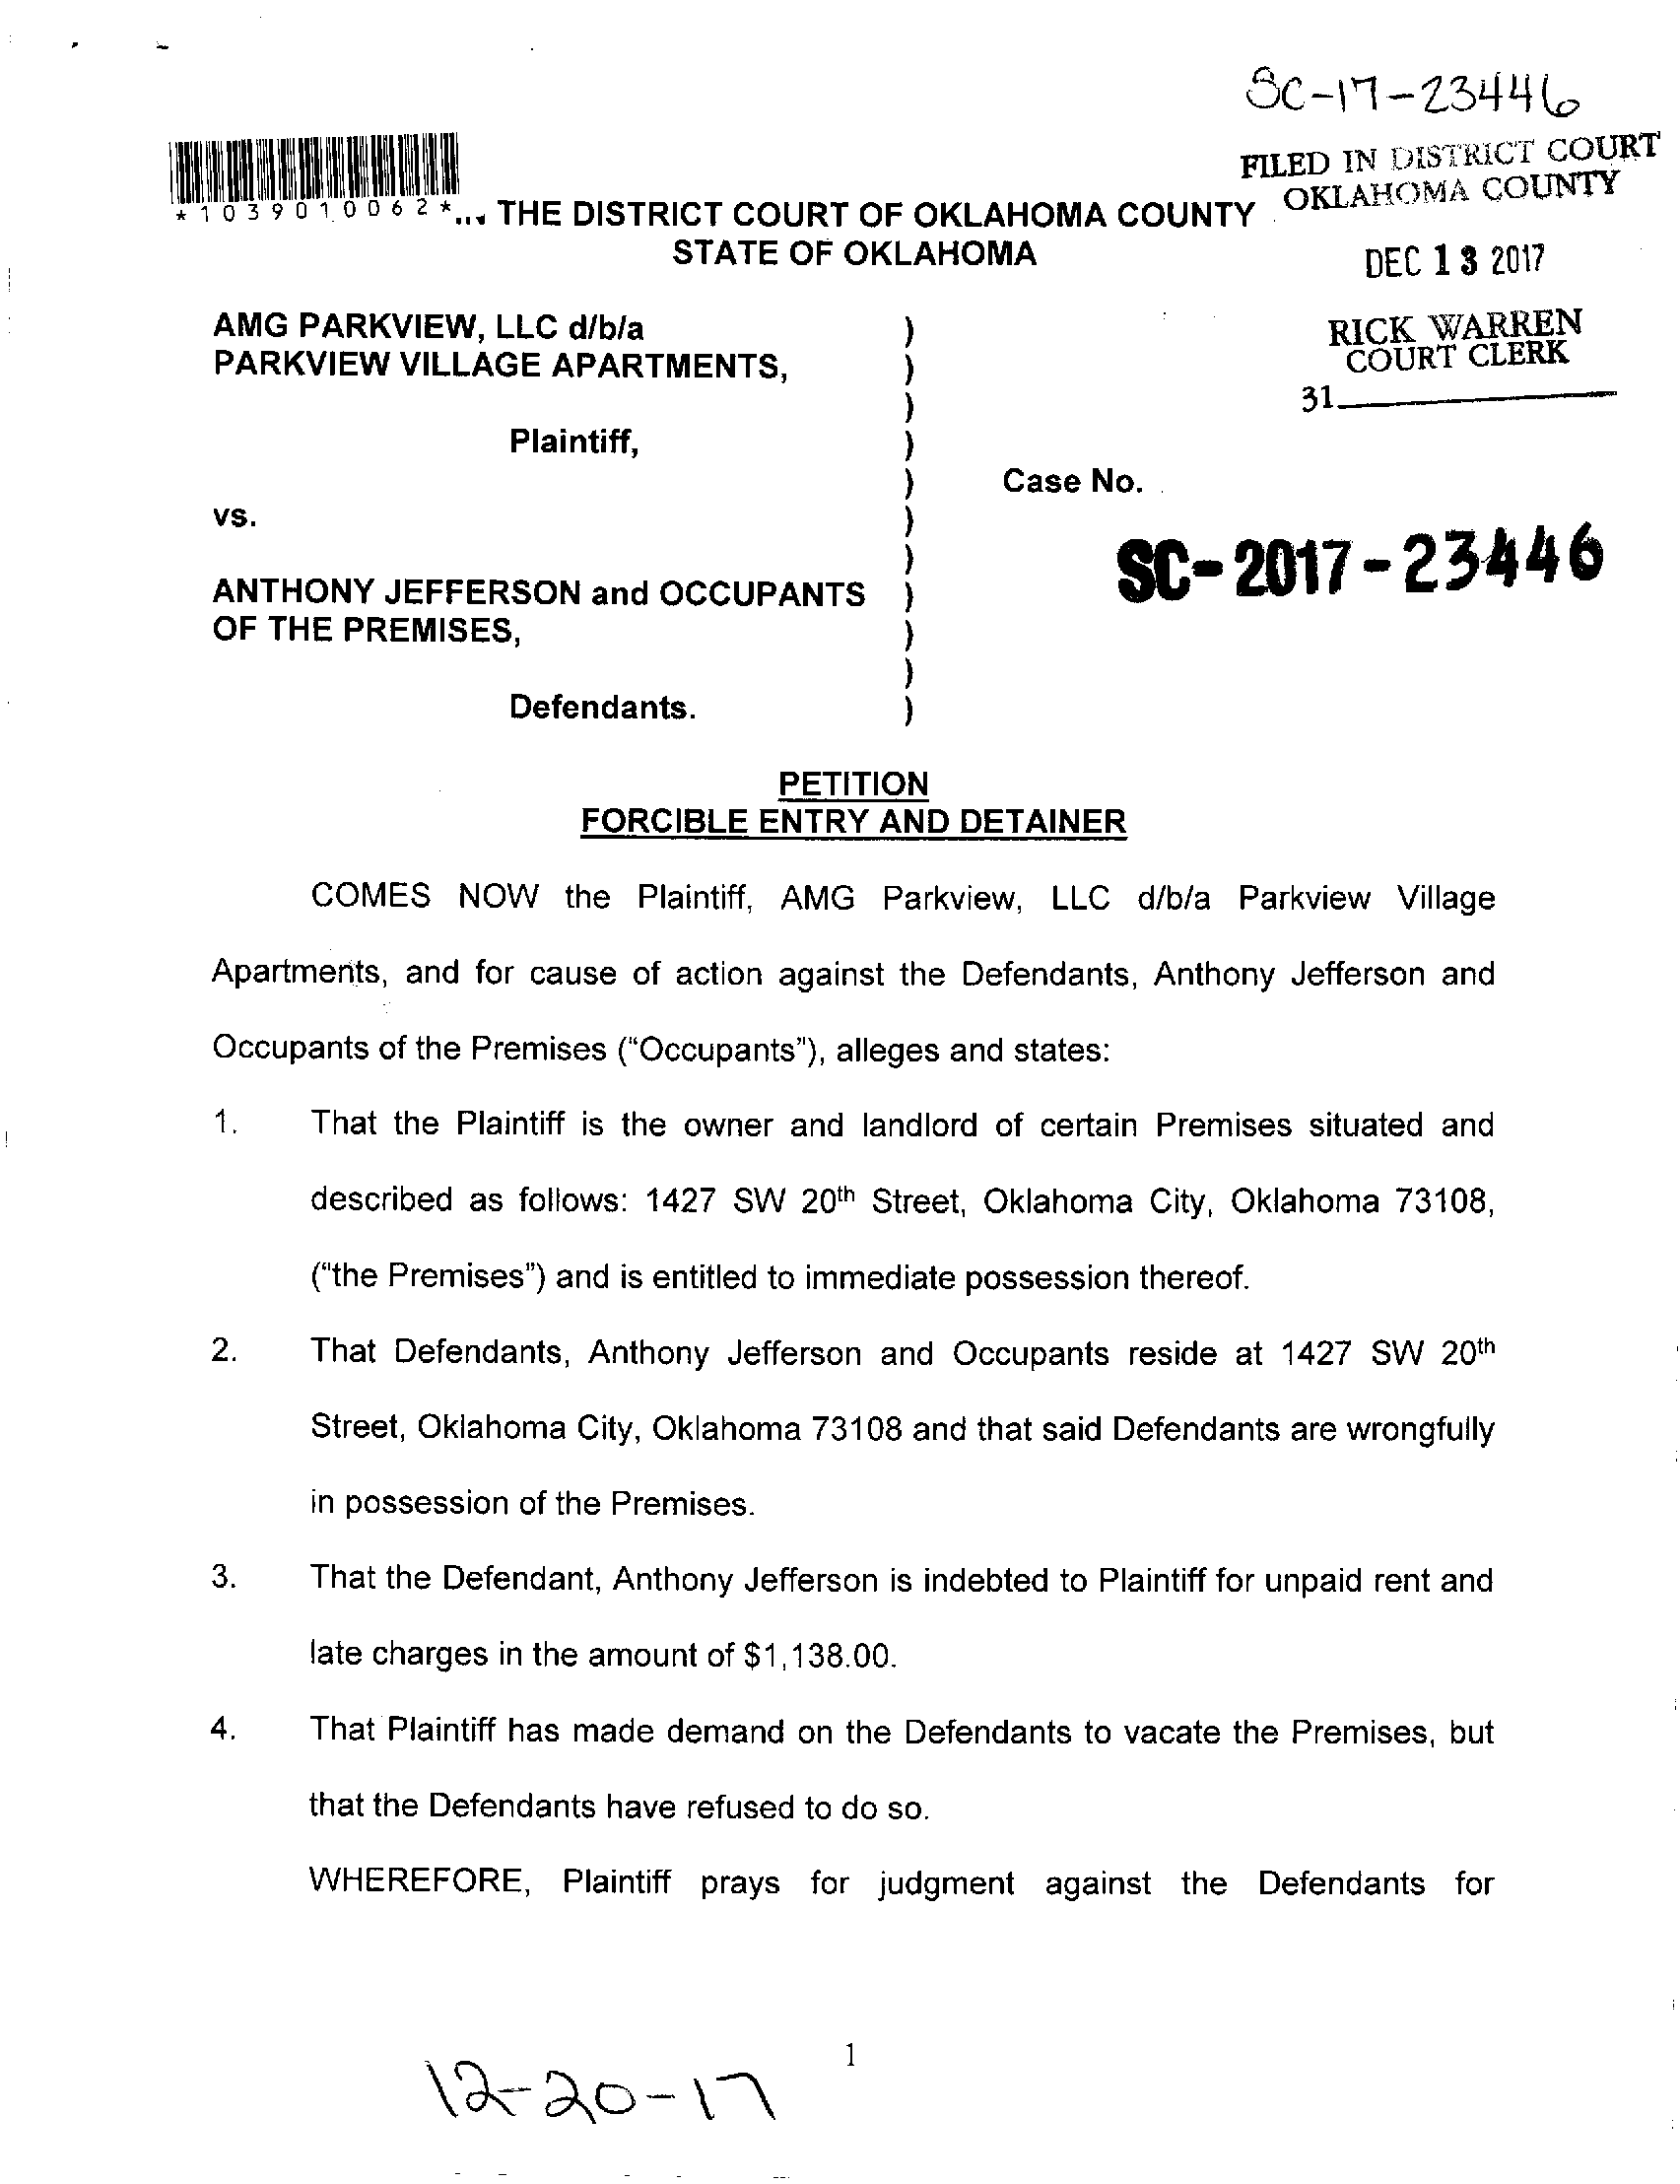 SC-17-23446
FILED IN DISTRICT COURT
OKLAHOMA COUNTY
*1039010062*
THE DISTRICT COURT OF OKLAHOMA COUNTY
STATE OF OKLAHOMA
DEC 13 2017
RICK WARREN
COURT CLERK
31
AMG PARKVIEW, LLC d/b/a )
PARKVIEW VILLAGE APARTMENTS, )
)
Plaintiff, )
) Case No.
vs. )
)
SC-2017-23446
ANTHONY JEFFERSON and OCCUPANTS )
OF THE PREMISES, )
)
Defendants. )
PETITION
FORCIBLE ENTRY AND DETAINER
COMES NOW the Plaintiff, AMG Parkview, LLC d/b/a Parkview Village
Apartments, and for cause of action against the Defendants, Anthony Jefferson and
Occupants of the Premises ("Occupants"), alleges and states:
1. That the Plaintiff is the owner and landlord of certain Premises situated and
described as follows: 1427 SW 20th Street, Oklahoma City, Oklahoma 73108,
("the Premises") and is entitled to immediate possession thereof.
2. That Defendants, Anthony Jefferson and Occupants reside at 1427 SW 20th
Street, Oklahoma City, Oklahoma 73108 and that said Defendants are wrongfully
in possession of the Premises.
3. That the Defendant, Anthony Jefferson is indebted to Plaintiff for unpaid rent and
late charges in the amount of $1,138.00.
4. That Plaintiff has made demand on the Defendants to vacate the Premises, but
that the Defendants have refused to do so.
WHEREFORE, Plaintiff prays for judgment against the Defendants for
1
12-20-17